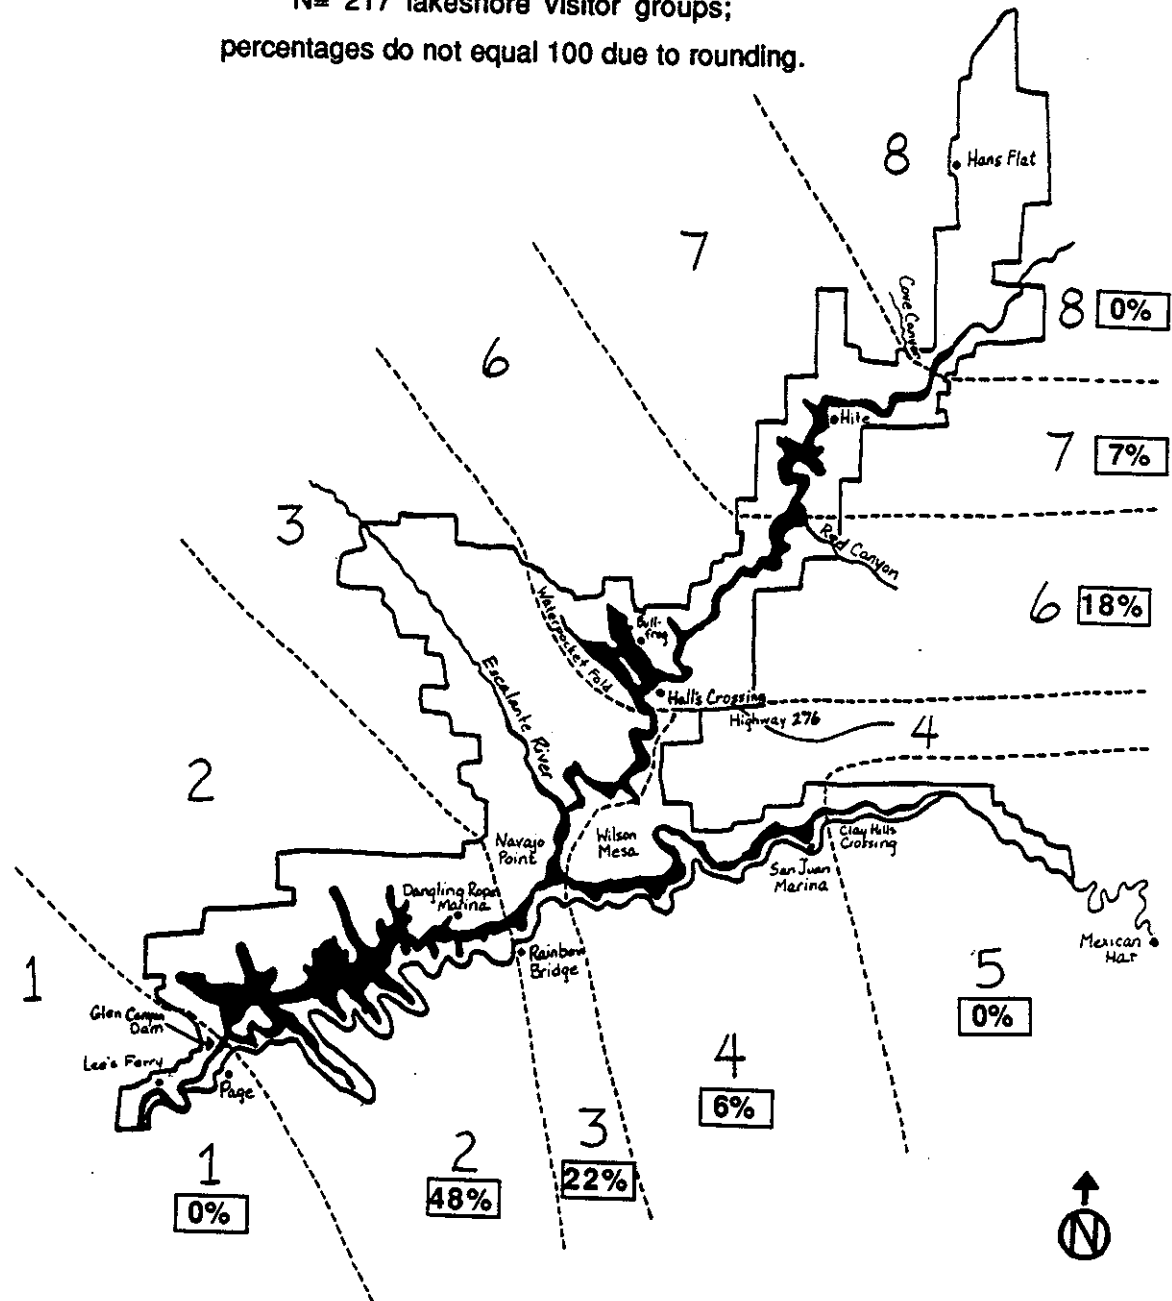 N= 217 lakeshore visitor groups;
percentages do not equal 100 due to rounding.
8
Hans Flat
7
Cove Canyon
8 0%
6
Hite
7 7%
3
Red Canyon
6 18%
Waterpocket Fold
Bull-
frog
Escalante River
Hall's Crossing
Highway 276
4
2
Navajo
Point
Wilson
Mesa
Clay Hills
Crossing
San Juan
Marina
Dangling Rope
Marina
Rainbow
Bridge
Mexican
Hat
1
5
0%
Glen Canyon
Dam
Lee's Ferry
Page
4
6%
3
22%
2
48%
1
0%
N